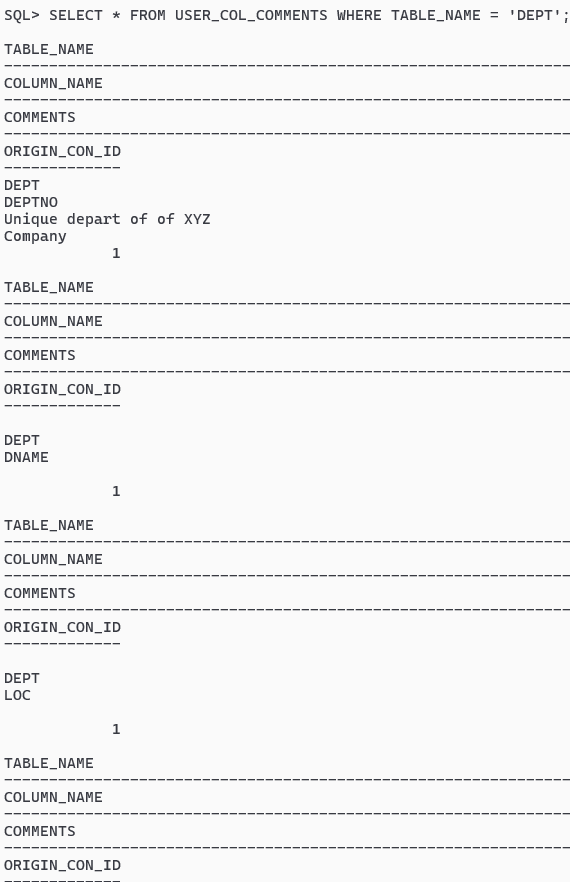 SQL> SELECT * FROM USER_COL_COMMENTS WHERE TABLE_NAME = 'DEPT';
TABLE_NAME
--------------------------------------------------------------------------------
COLUMN_NAME
--------------------------------------------------------------------------------
COMMENTS
--------------------------------------------------------------------------------
ORIGIN_CON_ID
-------------
DEPT
DEPTNO
Unique depart of of XYZ
Company
1
TABLE_NAME
--------------------------------------------------------------------------------
COLUMN_NAME
--------------------------------------------------------------------------------
COMMENTS
--------------------------------------------------------------------------------
ORIGIN_CON_ID
-------------
DEPT
DNAME
1
TABLE_NAME
--------------------------------------------------------------------------------
COLUMN_NAME
--------------------------------------------------------------------------------
COMMENTS
--------------------------------------------------------------------------------
ORIGIN_CON_ID
-------------
DEPT
LOC
1
TABLE_NAME
--------------------------------------------------------------------------------
COLUMN_NAME
--------------------------------------------------------------------------------
COMMENTS
--------------------------------------------------------------------------------
ORIGIN_CON_ID
-------------